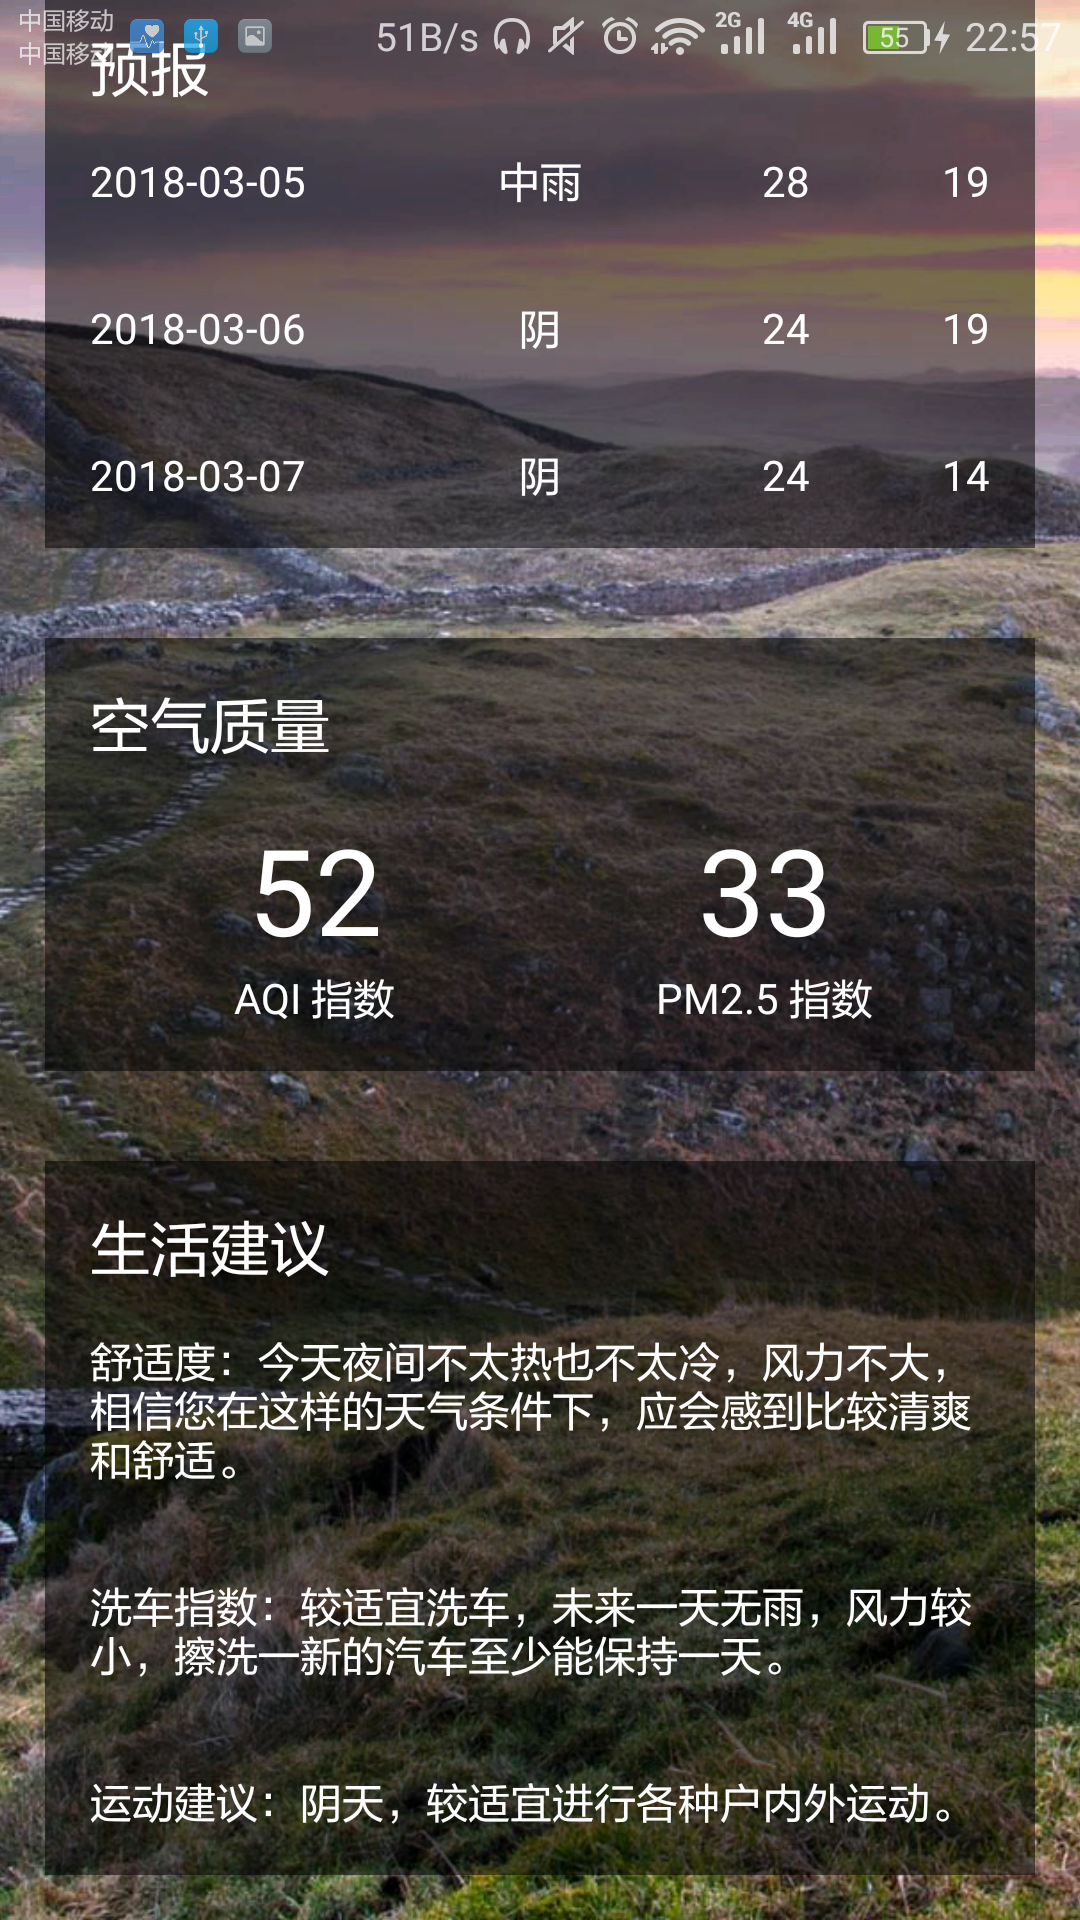 中国移动
中国移动
51B/s 2G 4G 55 22:57
预报
2018-03-05 中雨 28 19
2018-03-06 阴 24 19
2018-03-07 阴 24 14
空气质量
52 33
AQI 指数 PM2.5 指数
生活建议
舒适度：今天夜间不太热也不太冷，风力不大，
相信您在这样的天气条件下，应会感到比较清爽
和舒适。
洗车指数：较适宜洗车，未来一天无雨，风力较
小，擦洗一新的汽车至少能保持一天。
运动建议：阴天，较适宜进行各种户内外运动。